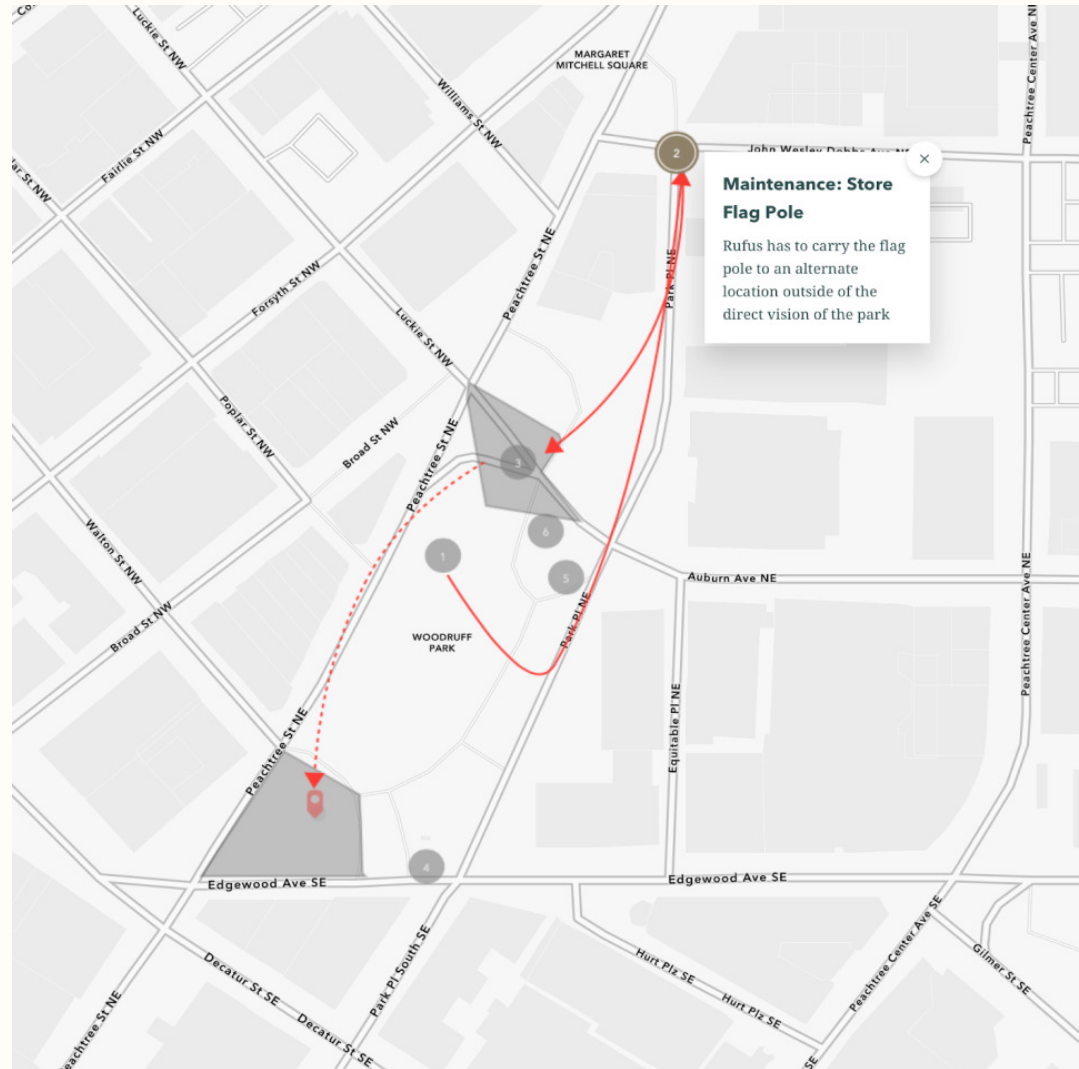 Luckie St NW
MARGARET
MITCHELL SQUARE
Williams St NW
Peachtree Center Ave NE
Fairlie St NW
2
John Wesley Dobbs Ave NE
×
Maintenance: Store
Flag Pole
Rufus has to carry the flag
pole to an alternate
location outside of the
direct vision of the park
Peachtree St NE
Park Pl NE
Forsyth St NW
Luckie St NW
Poplar St NW
Broad St NW
Peachtree St NE
3
6
1
5
Walton St NW
Auburn Ave NE
Peachtree Center Ave NE
Park Pl NE
Broad St NW
WOODRUFF
PARK
Equitable Pl NE
Peachtree St NE
4
Edgewood Ave SE
Edgewood Ave SE
Decatur St SE
Park Pl South SE
Hurt Plz SE
Peachtree Center Ave SE
Gilmer St SE
Hurt Plz SE
Decatur St SE
SE